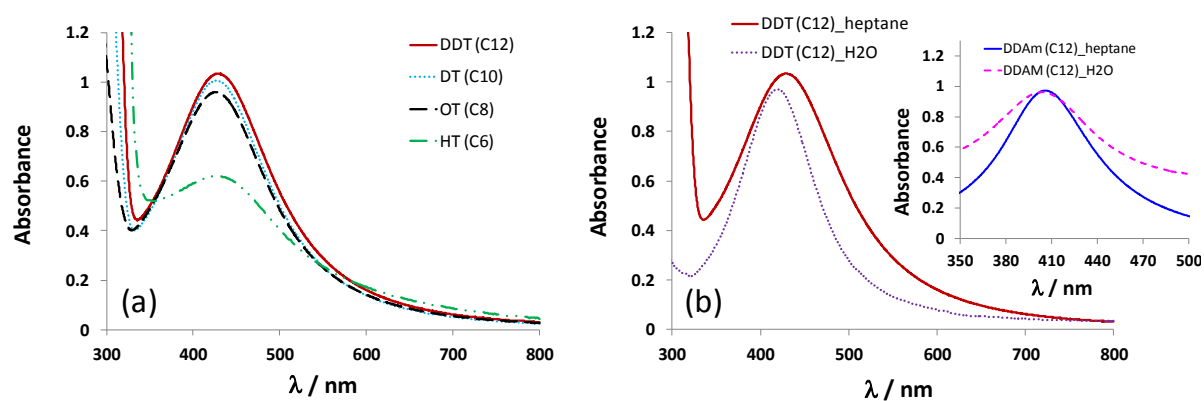 1.2
1
0.8
0.6
0.4
0.2
0
300
400
500
600
700
800
Absorbance
λ / nm
(a)
DDT (C12)
DT (C10)
OT (C8)
HT (C6)
1.2
1
0.8
0.6
0.4
0.2
0
300
400
500
600
700
800
Absorbance
λ / nm
(b)
DDT (C12)_heptane
DDT (C12)_H2O
DDAm (C12)_heptane
DDAM (C12)_H2O
1
0.8
0.6
0.4
0.2
0
350
380
410
440
470
500
Absorbance
λ / nm